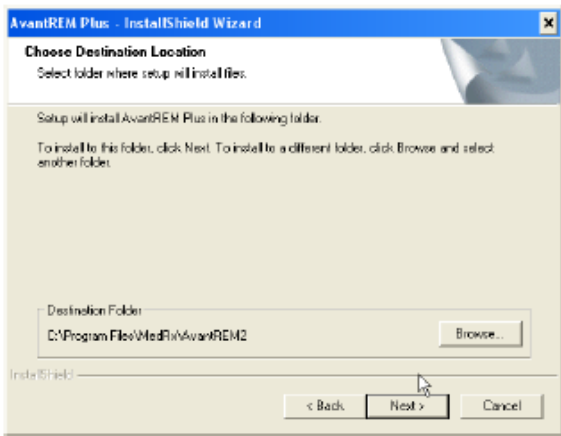 AvantREM Plus - InstallShield Wizard
Choose Destination Location
Select folder where setup will install files.
Setup will install AvantREM Plus in the following folder.
To install to this folder, click Next. To install to a different folder, click Browse and select
another folder.
Destination Folder
C:\Program Files\MedRx\AvantREM2
Browse...
InstallShield
< Back
Next >
Cancel